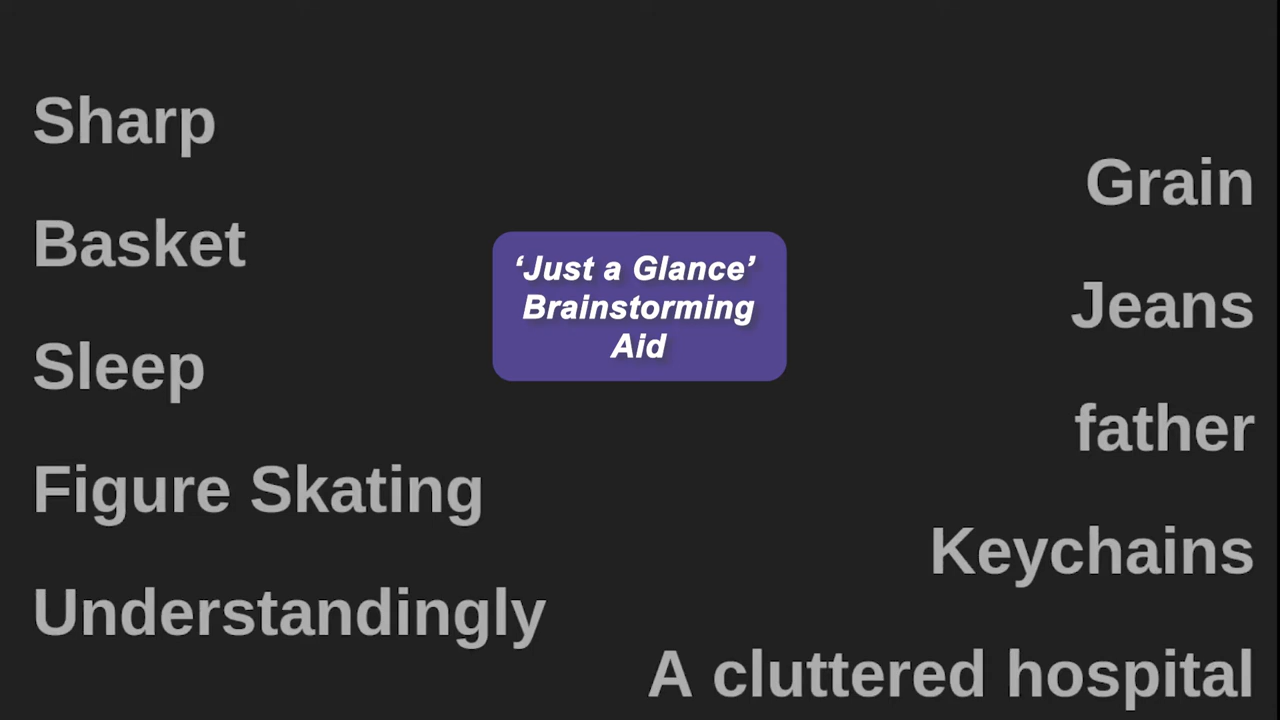 Sharp
Basket
Sleep
Figure Skating
Understandingly
‘Just a Glance’
Brainstorming
Aid
Grain
Jeans
father
Keychains
A cluttered hospital